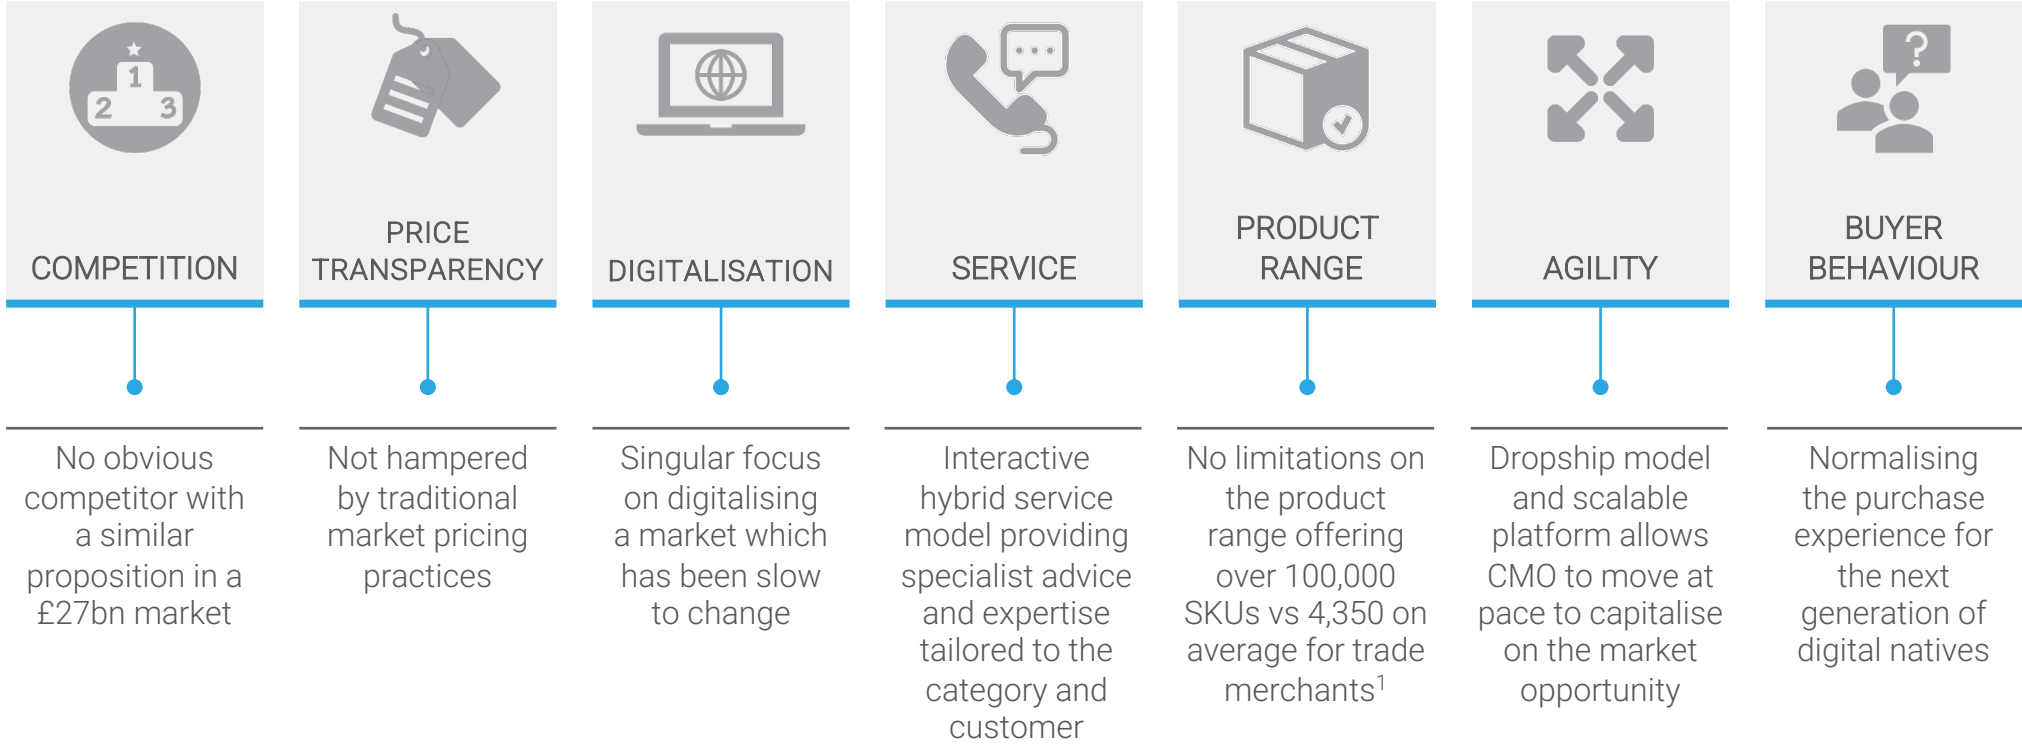 1
2
3
COMPETITION
No obvious
competitor with
a similar
proposition in a
£27bn market
PRICE
TRANSPARENCY
Not hampered
by traditional
market pricing
practices
DIGITALISATION
Singular focus
on digitalising
a market which
has been slow
to change
SERVICE
Interactive
hybrid service
model providing
specialist advice
and expertise
tailored to the
category and
customer
PRODUCT
RANGE
No limitations on
the product
range offering
over 100,000
SKUs vs 4,350 on
average for trade
merchants¹
AGILITY
Dropship model
and scalable
platform allows
CMO to move at
pace to capitalise
on the market
opportunity
?
BUYER
BEHAVIOUR
Normalising
the purchase
experience for
the next
generation of
digital natives